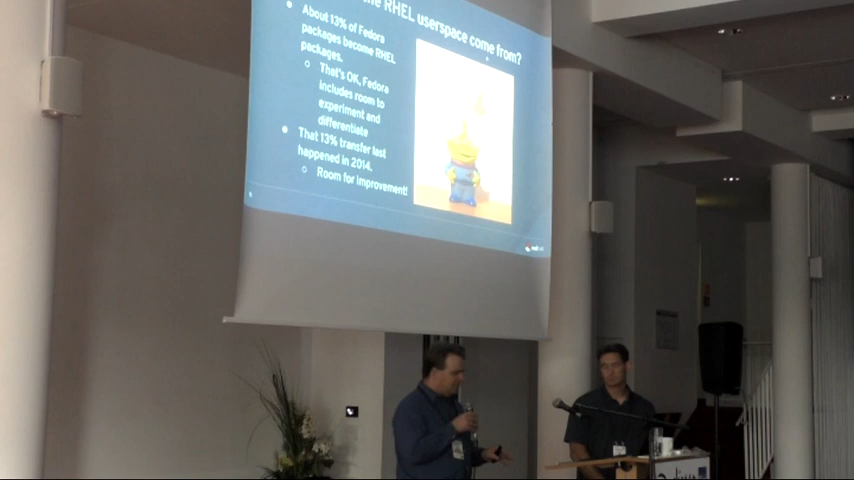 the RHEL userspace come from?
About 13% of Fedora
packages become RHEL
packages.
That's OK, Fedora
includes room to
experiment and
differentiate
That 13% transfer last
happened in 2014.
Room for improvement!